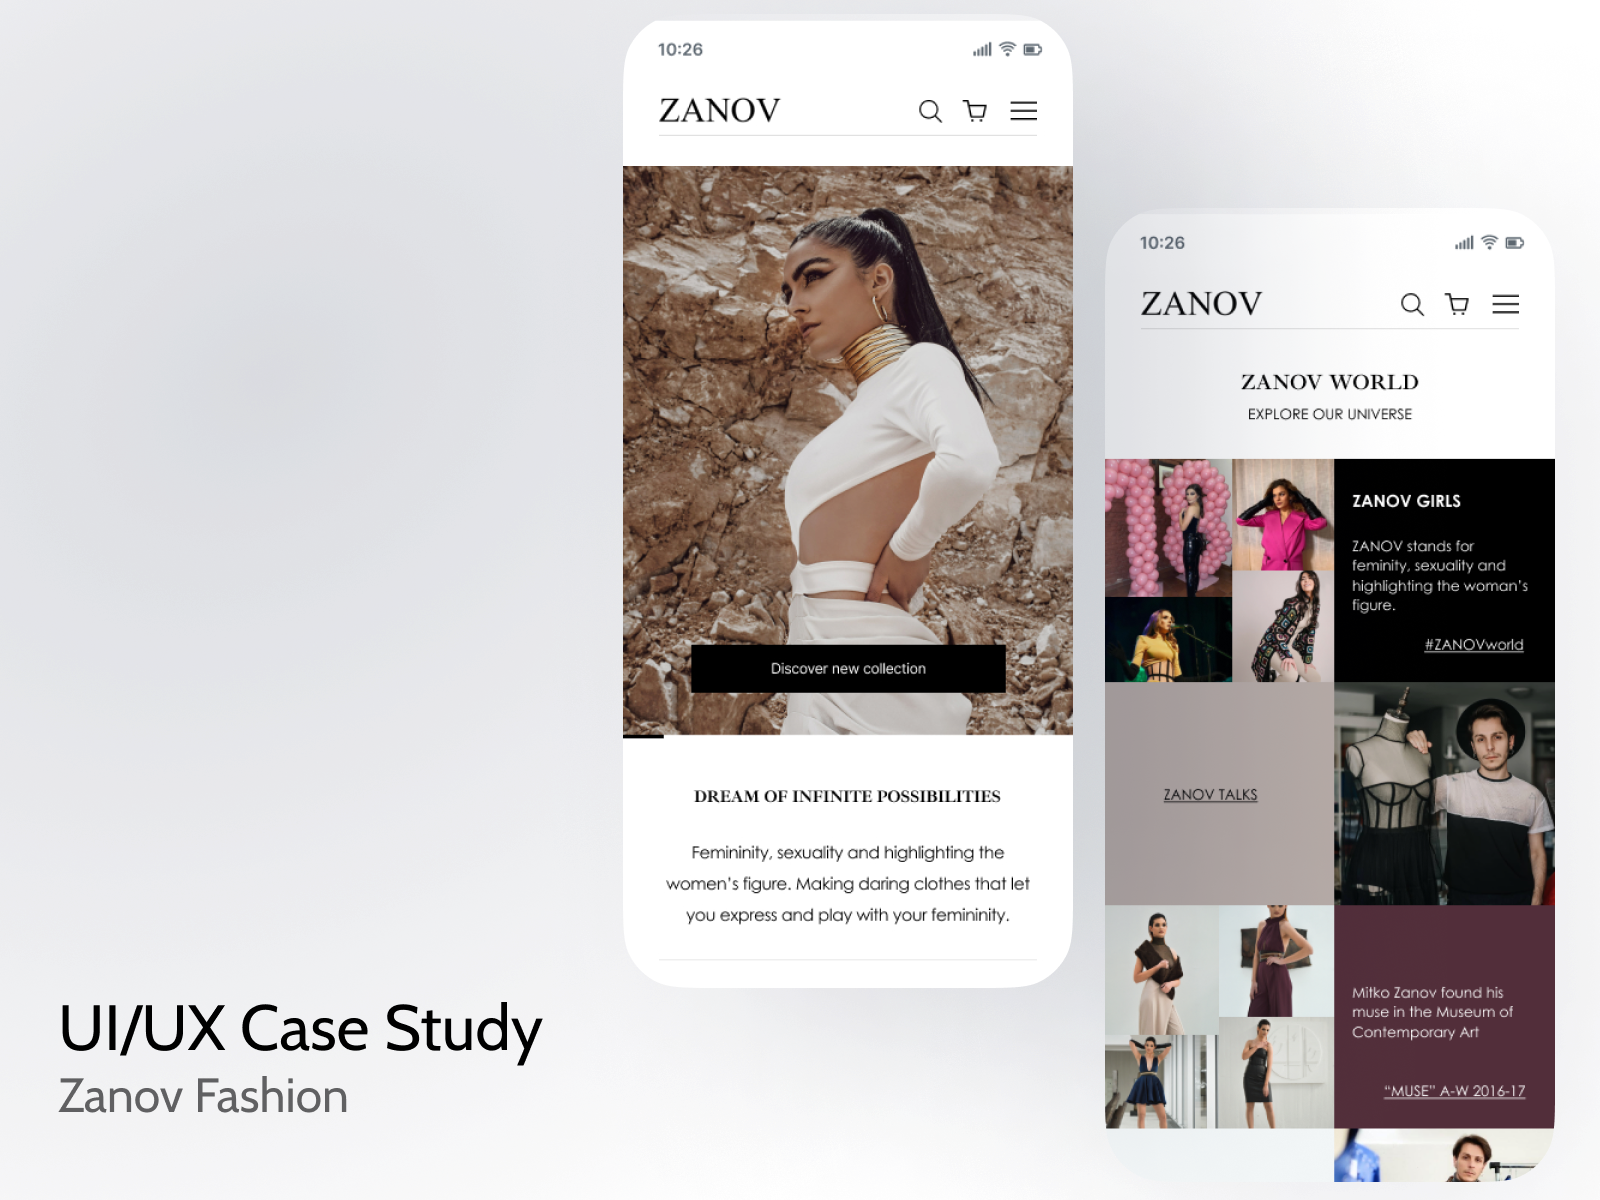 10:26
ZANOV
Discover new collection
DREAM OF INFINITE POSSIBILITIES
Femininity, sexuality and highlighting the
women’s figure. Making daring clothes that let
you express and play with your femininity.
10:26
ZANOV
ZANOV WORLD
EXPLORE OUR UNIVERSE
ZANOV GIRLS
ZANOV stands for
feminity, sexuality and
highlighting the woman’s
figure.
#ZANOVworld
ZANOV TALKS
Mitko Zanov found his
muse in the Museum of
Contemporary Art
“MUSE” A-W 2016-17
UI/UX Case Study
Zanov Fashion